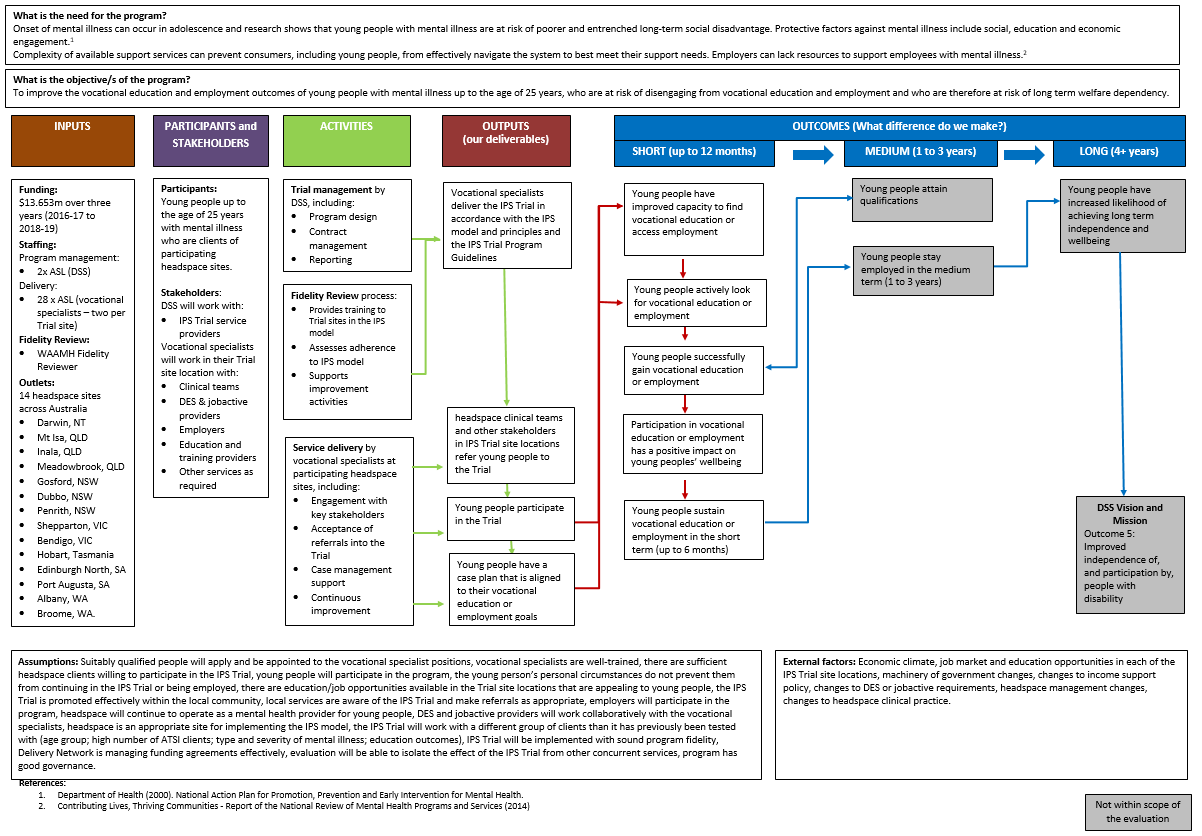 What is the need for the program?
Onset of mental illness can occur in adolescence and research shows that young people with mental illness are at risk of poorer and entrenched long-term social disadvantage. Protective factors against mental illness include social, education and economic
engagement.1
Complexity of available support services can prevent consumers, including young people, from effectively navigate the system to best meet their support needs. Employers can lack resources to support employees with mental illness.2
What is the objective/s of the program?
To improve the vocational education and employment outcomes of young people with mental illness up to the age of 25 years, who are at risk of disengaging from vocational education and employment and who are therefore at risk of long term welfare dependency.
INPUTS
PARTICIPANTS and
STAKEHOLDERS
ACTIVITIES
OUTPUTS
(our deliverables)
OUTCOMES (What difference do we make?)
SHORT (up to 12 months)
MEDIUM (1 to 3 years)
LONG (4+ years)
Funding:
$13.653m over three
years (2016-17 to
2018-19)
Staffing:
Program management:
• 2x ASL (DSS)
Delivery:
• 28 x ASL (vocational
specialists – two per
Trial site)
Fidelity Review:
• WAAMH Fidelity
Reviewer
Outlets:
14 headspace sites
across Australia
• Darwin, NT
• Mt Isa, QLD
• Inala, QLD
• Meadowbrook, QLD
• Gosford, NSW
• Dubbo, NSW
• Penrith, NSW
• Shepparton, VIC
• Bendigo, VIC
• Hobart, Tasmania
• Edinburgh North, SA
• Port Augusta, SA
• Albany, WA
• Broome, WA.
Participants:
Young people up to
the age of 25 years
with mental illness
who are clients of
participating
headspace sites.
Stakeholders:
DSS will work with:
• IPS Trial service
providers
Vocational specialists
will work in their Trial
site location with:
• Clinical teams
• DES & jobactive
providers
• Employers
• Education and
training providers
• Other services as
required
Trial management by
DSS, including:
• Program design
• Contract
management
• Reporting
Fidelity Review process:
• Provides training to
Trial sites in the IPS
model
• Assesses adherence
to IPS model
• Supports
improvement
activities
Service delivery by
vocational specialists at
participating headspace
sites, including:
• Engagement with
key stakeholders
• Acceptance of
referrals into the
Trial
• Case management
support
• Continuous
improvement
Vocational specialists
deliver the IPS Trial in
accordance with the IPS
model and principles and
the IPS Trial Program
Guidelines
headspace clinical teams
and other stakeholders
in IPS Trial site locations
refer young people to
the Trial
Young people participate
in the Trial
Young people have a
case plan that is aligned
to their vocational
education or
employment goals
Young people have
improved capacity to find
vocational education or
access employment
Young people actively look
for vocational education or
employment
Young people successfully
gain vocational education
or employment
Participation in vocational
education or employment
has a positive impact on
young peoples’ wellbeing
Young people sustain
vocational education or
employment in the short
term (up to 6 months)
Young people attain
qualifications
Young people stay
employed in the medium
term (1 to 3 years)
Young people have
increased likelihood of
achieving long term
independence and
wellbeing
DSS Vision and
Mission
Outcome 5:
Improved
independence of,
and participation by,
people with
disability
Assumptions: Suitably qualified people will apply and be appointed to the vocational specialist positions, vocational specialists are well-trained, there are sufficient
headspace clients willing to participate in the IPS Trial, young people will participate in the program, the young person’s personal circumstances do not prevent them
from continuing in the IPS Trial or being employed, there are education/job opportunities available in the Trial site locations that are appealing to young people, the IPS
Trial is promoted effectively within the local community, local services are aware of the IPS Trial and make referrals as appropriate, employers will participate in the
program, headspace will continue to operate as a mental health provider for young people, DES and jobactive providers will work collaboratively with the vocational
specialists, headspace is an appropriate site for implementing the IPS model, the IPS Trial will work with a different group of clients than it has previously been tested
with (age group; high number of ATSI clients; type and severity of mental illness; education outcomes), IPS Trial will be implemented with sound program fidelity,
Delivery Network is managing funding agreements effectively, evaluation will be able to isolate the effect of the IPS Trial from other concurrent services, program has
good governance.
External factors: Economic climate, job market and education opportunities in each of the
IPS Trial site locations, machinery of government changes, changes to income support
policy, changes to DES or jobactive requirements, headspace management changes,
changes to headspace clinical practice.
References:
1. Department of Health (2000). National Action Plan for Promotion, Prevention and Early Intervention for Mental Health.
2. Contributing Lives, Thriving Communities - Report of the National Review of Mental Health Programs and Services (2014)
Not within scope of
the evaluation